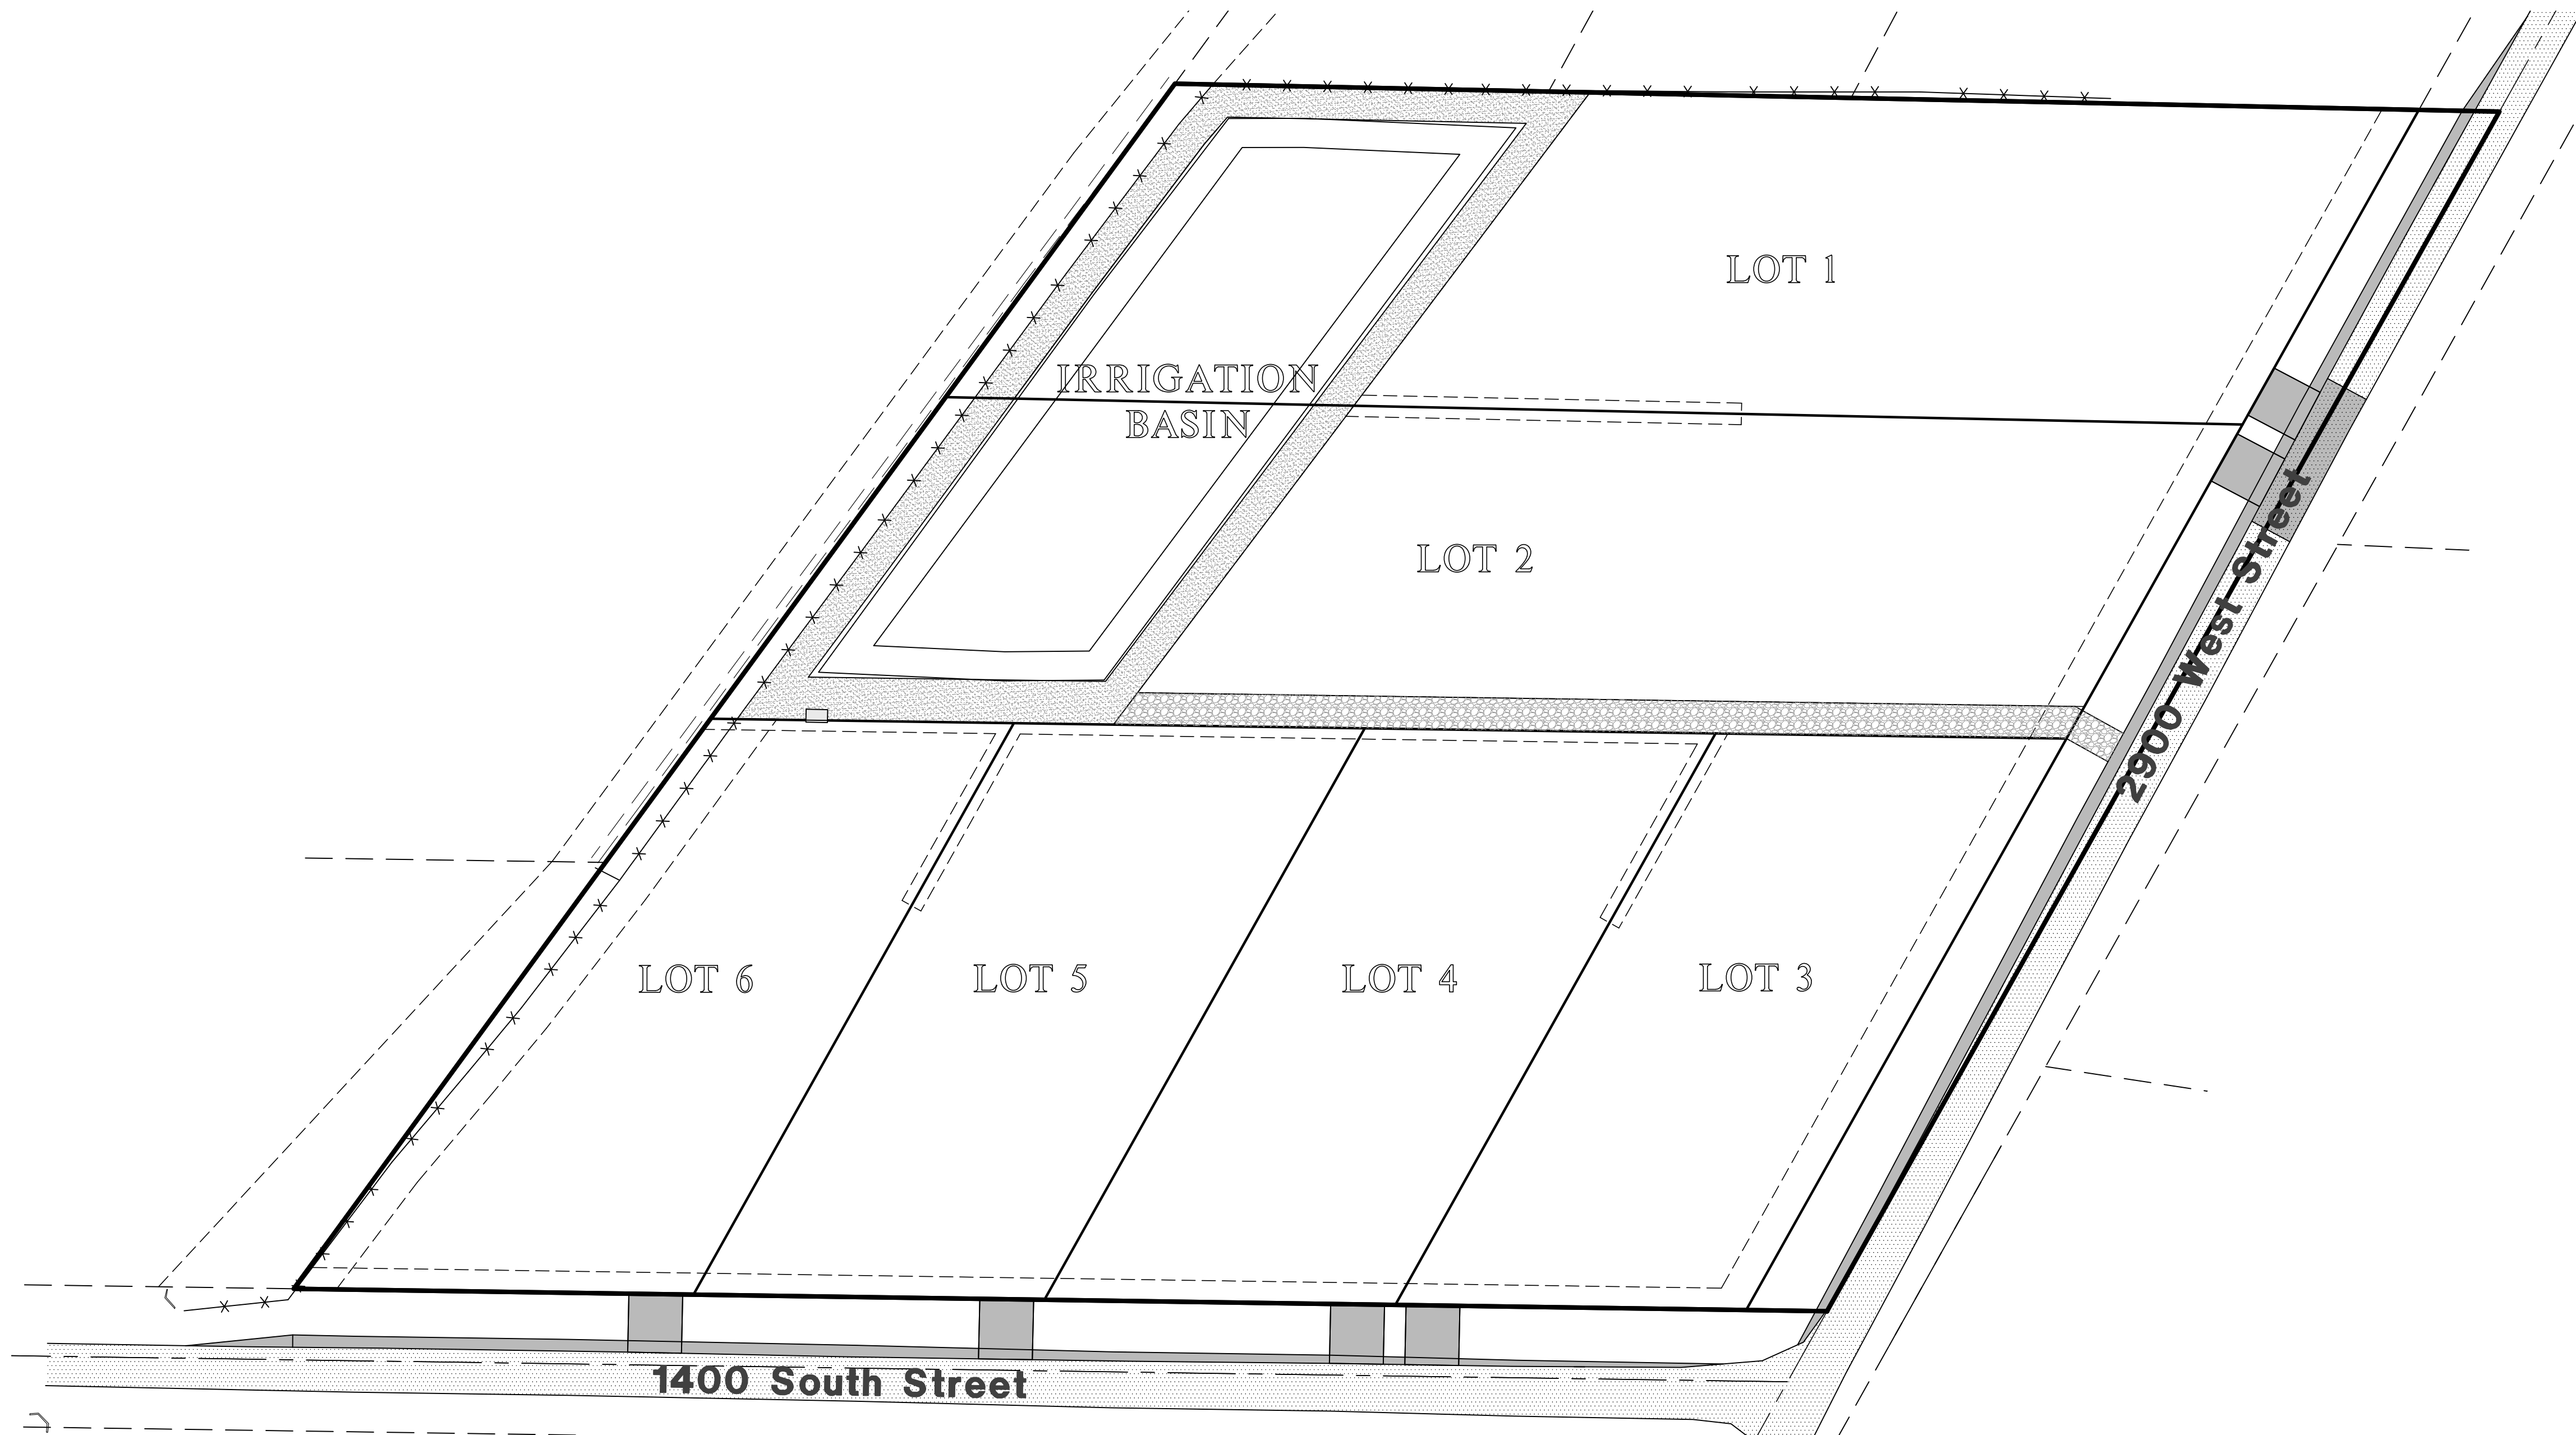 LOT 1
IRRIGATION
BASIN
LOT 2
2900 West Street
LOT 6
LOT 5
LOT 4
LOT 3
1400 South Street